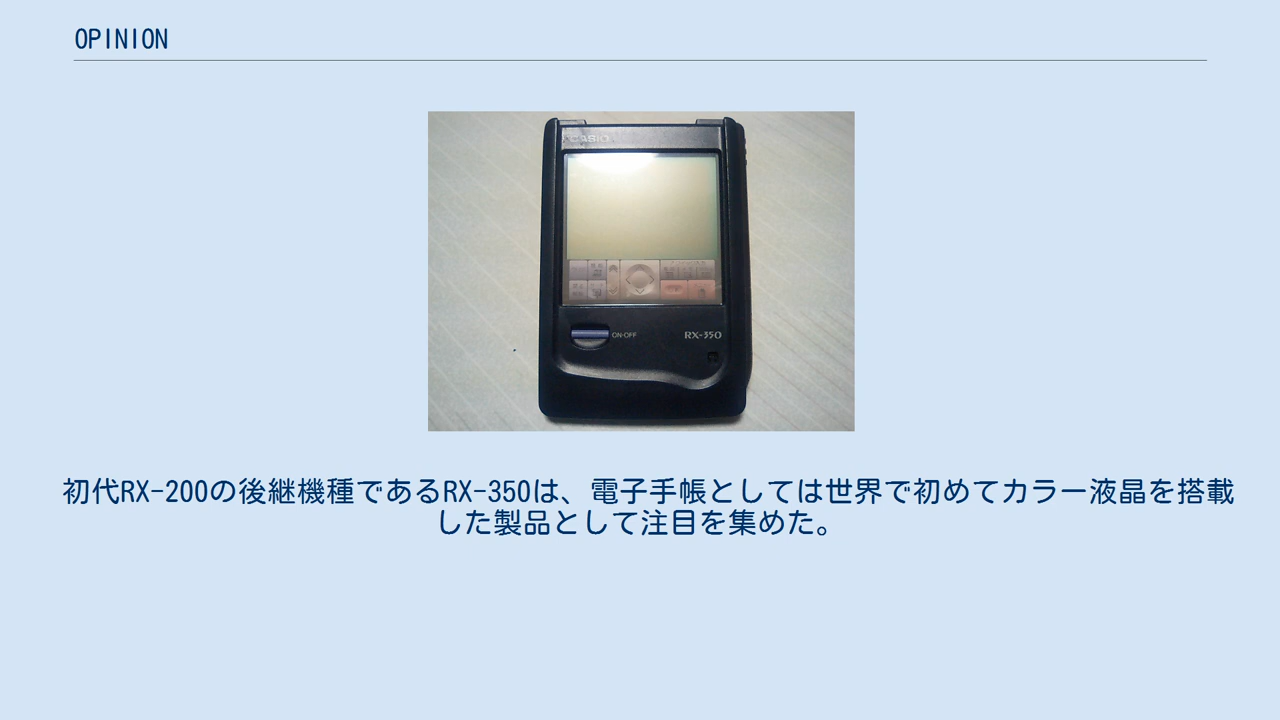 OPINION
CASIO
ON·OFF
RX-350
初代RX-200の後継機種であるRX-350は、電子手帳としては世界で初めてカラー液晶を搭載
した製品として注目を集めた。